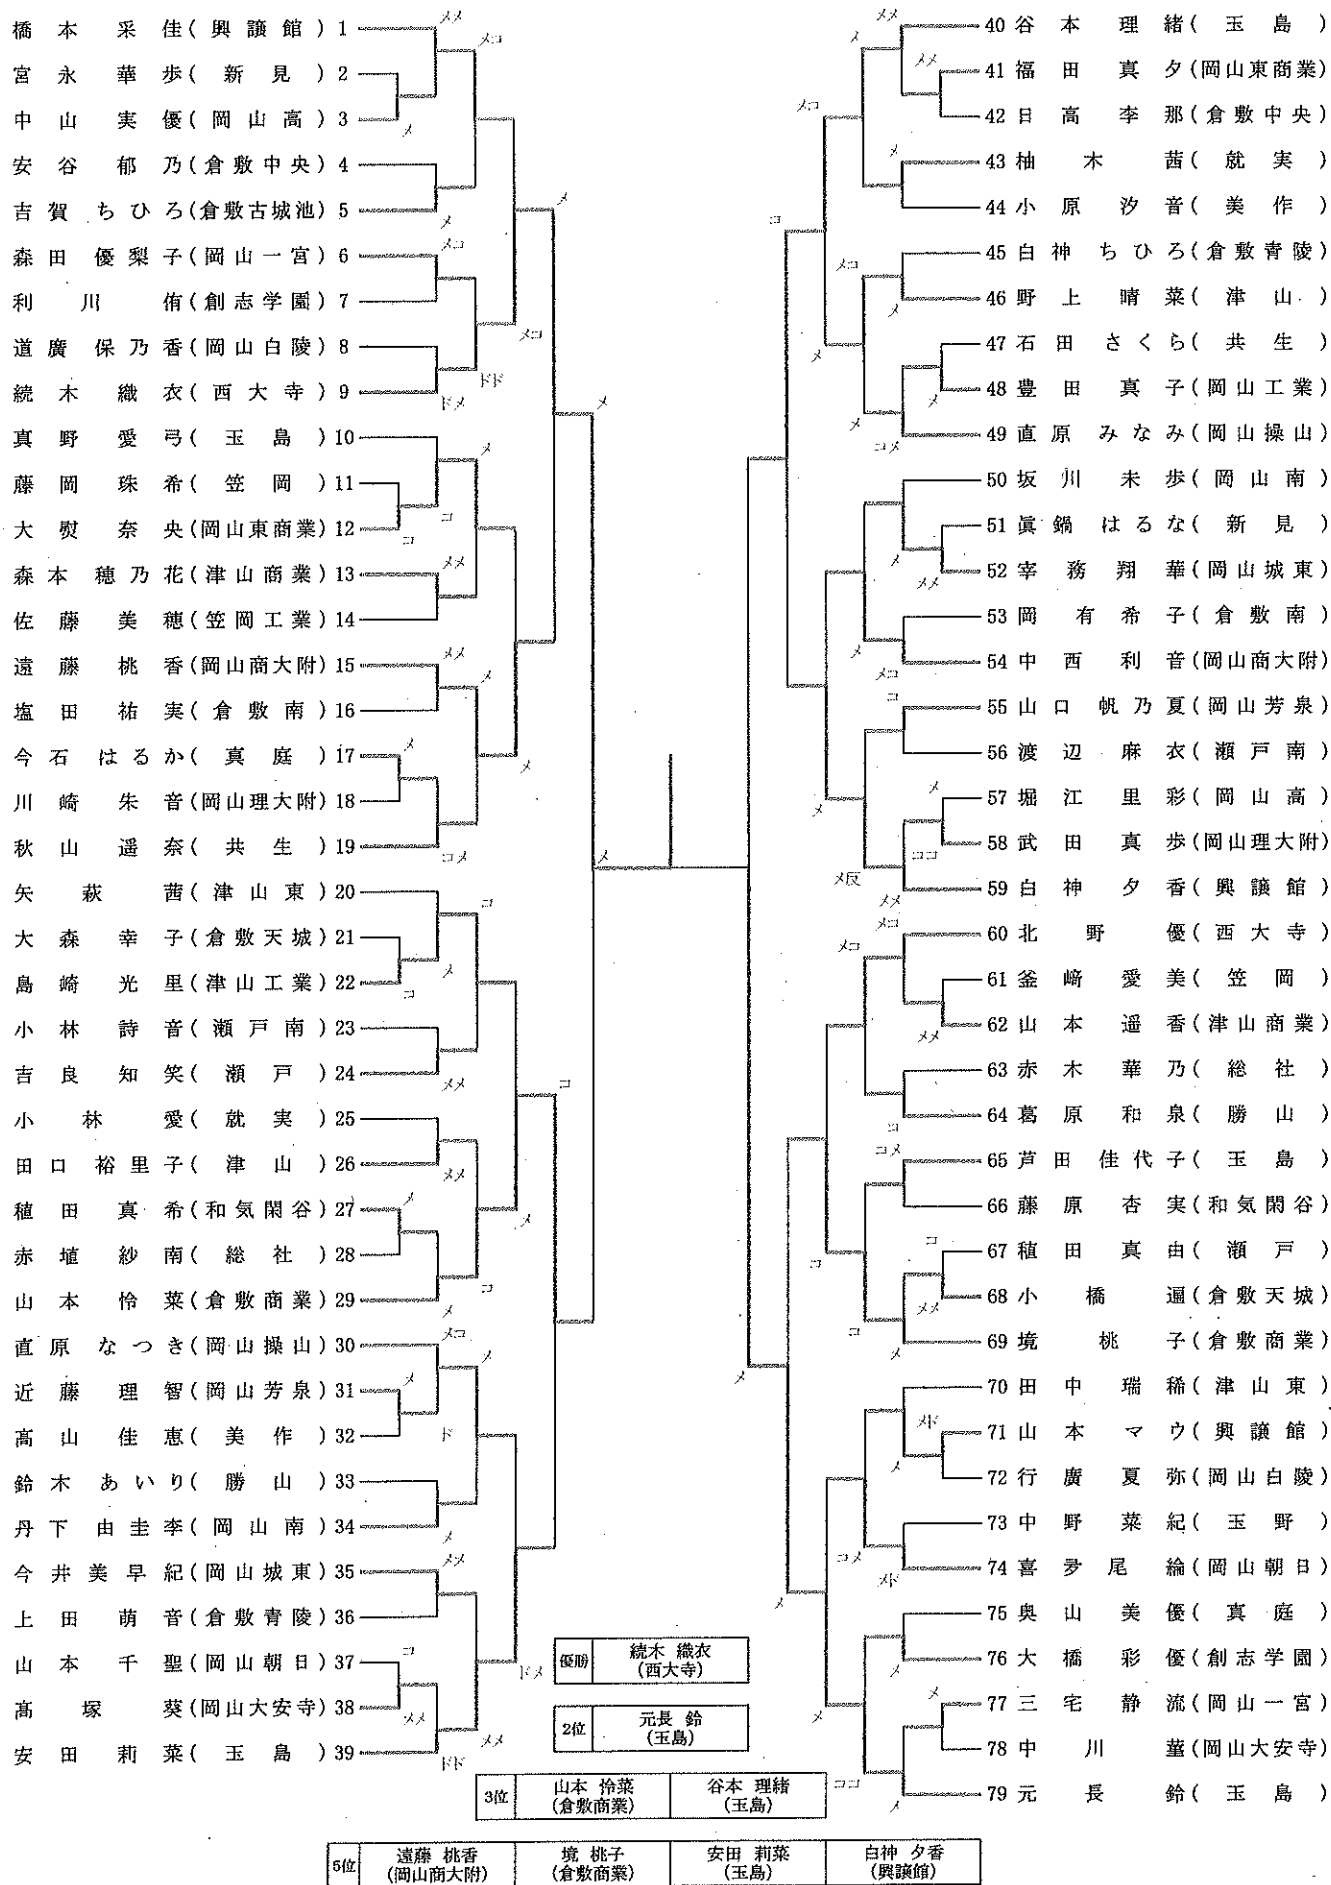 橋本 采佳(興譲館) 1
宮永 華歩(新見) 2
中山 実優(岡山高) 3
安谷 郁乃(倉敷中央) 4
吉賀 ちひろ(倉敷古城池) 5
森田 優梨子(岡山一宮) 6
利川 侑(創志学園) 7
道廣 保乃香(岡山白陵) 8
続木 織衣(西大寺) 9
真野 愛弓(玉島) 10
藤岡 珠希(笠岡) 11
大熨 奈央(岡山東商業) 12
森本 穂乃花(津山商業) 13
佐藤 美穂(笠岡工業) 14
遠藤 桃香(岡山商大附) 15
塩田 祐実(倉敷南) 16
今石 はるか(真庭) 17
川崎 朱音(岡山理大附) 18
秋山 遥奈(共生) 19
矢萩 茜(津山東) 20
大森 幸子(倉敷天城) 21
島崎 光里(津山工業) 22
小林 詩音(瀬戸南) 23
吉良 知笑(瀬戸) 24
小林 愛(就実) 25
田口 裕里子(津山) 26
稙田 真希(和気閑谷) 27
赤埴 紗南(総社) 28
山本 怜菜(倉敷商業) 29
直原 なつき(岡山操山) 30
近藤 理智(岡山芳泉) 31
高山 佳恵(美作) 32
鈴木 あいり(勝山) 33
丹下 由圭李(岡山南) 34
今井 美早紀(岡山城東) 35
上田 萌音(倉敷青陵) 36
山本 千聖(岡山朝日) 37
高塚 葵(岡山大安寺) 38
安田 莉菜(玉島) 39
40 谷本 理緒(玉島)
41 福田 真夕(岡山東商業)
42 日高 李那(倉敷中央)
43 柚木 茜(就実)
44 小原 汐音(美作)
45 白神 ちひろ(倉敷青陵)
46 野上 晴菜(津山)
47 石田 さくら(共生)
48 豊田 真子(岡山工業)
49 直原 みなみ(岡山操山)
50 坂川 未歩(岡山南)
51 眞鍋 はるな(新見)
52 宰務 翔華(岡山城東)
53 岡 有希子(倉敷南)
54 中西 利音(岡山商大附)
55 山口 帆乃夏(岡山芳泉)
56 渡辺 麻衣(瀬戸南)
57 堀江 里彩(岡山高)
58 武田 真歩(岡山理大附)
59 白神 夕香(興譲館)
60 北野 優(西大寺)
61 釜﨑 愛美(笠岡)
62 山本 遥香(津山商業)
63 赤木 華乃(総社)
64 葛原 和泉(勝山)
65 芦田 佳代子(玉島)
66 藤原 杏実(和気閑谷)
67 稙田 真由(瀬戸)
68 小橋 (倉敷天城)
69 境 桃子(倉敷商業)
70 田中 瑞稀(津山東)
71 山本 マウ(興譲館)
72 行廣 夏弥(岡山白陵)
73 中野 菜紀(玉野)
74 喜多尾 綸(岡山朝日)
75 奥山 美優(真庭)
76 大橋 彩優(創志学園)
77 三宅 静流(岡山一宮)
78 中川 菫(岡山大安寺)
79 元長 鈴(玉島)
優勝 続木 織衣
(西大寺)
2位 元長 鈴
(玉島)
3位 山本 怜菜 谷本 理緒
(倉敷商業) (玉島)
5位 遠藤 桃香 境 桃子 安田 莉菜 白神 夕香
(岡山商大附) (倉敷商業) (玉島) (興譲館)